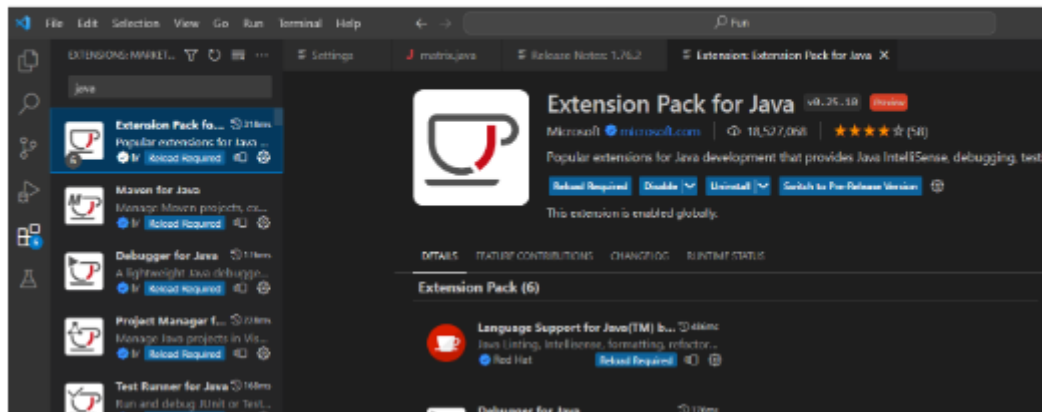 File Edit Selection View Go Run Terminal Help
Fun
EXTENSIONS: MARKET...
Settings
matrix.java
Release Notes: 1.76.2
Extension: Extension Pack for Java
java
Extension Pack fo...
Popular extensions for Java ...
Reload Required
Maven for Java
Manage Maven projects, ex...
Reload Required
Debugger for Java
A lightweight Java debugge...
Reload Required
Project Manager f...
Manage Java projects in Vis...
Reload Required
Test Runner for Java
Run and debug JUnit or Test...
Extension Pack for Java v0.25.10 Preview
Microsoft microsoft.com 18,527,068 (58)
Popular extensions for Java development that provides Java IntelliSense, debugging, test
Reload Required Disable Uninstall Switch to Pre-Release Version
This extension is enabled globally.
DETAILS FEATURE CONTRIBUTIONS CHANGELOG RUNTIME STATUS
Extension Pack (6)
Language Support for Java(TM) b...
Java Linting, Intellisense, formatting, refactor...
Red Hat Reload Required
Debugger for Java